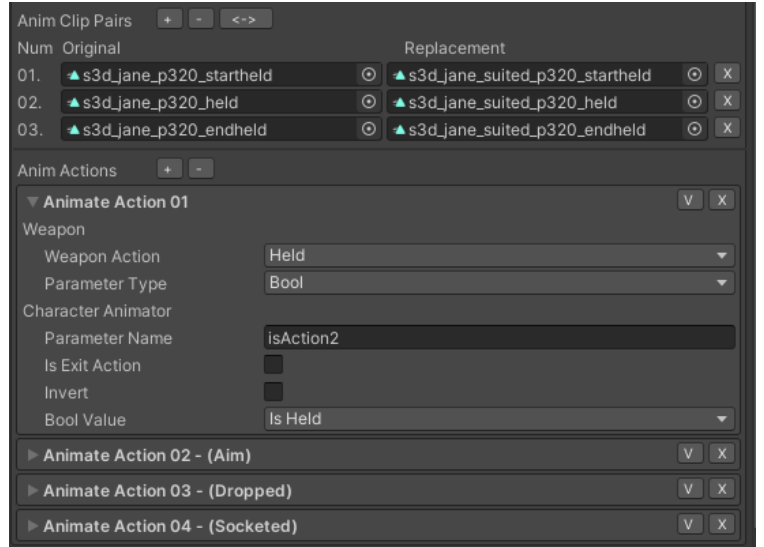 Anim Clip Pairs + - <->
Num Original Replacement
01. s3d_jane_p320_startheld s3d_jane_suited_p320_startheld X
02. s3d_jane_p320_held s3d_jane_suited_p320_held X
03. s3d_jane_p320_endheld s3d_jane_suited_p320_endheld X
Anim Actions + -
Animate Action 01 V X
Weapon
Weapon Action Held
Parameter Type Bool
Character Animator
Parameter Name isAction2
Is Exit Action
Invert
Bool Value Is Held
Animate Action 02 - (Aim) V X
Animate Action 03 - (Dropped) V X
Animate Action 04 - (Socketed) V X